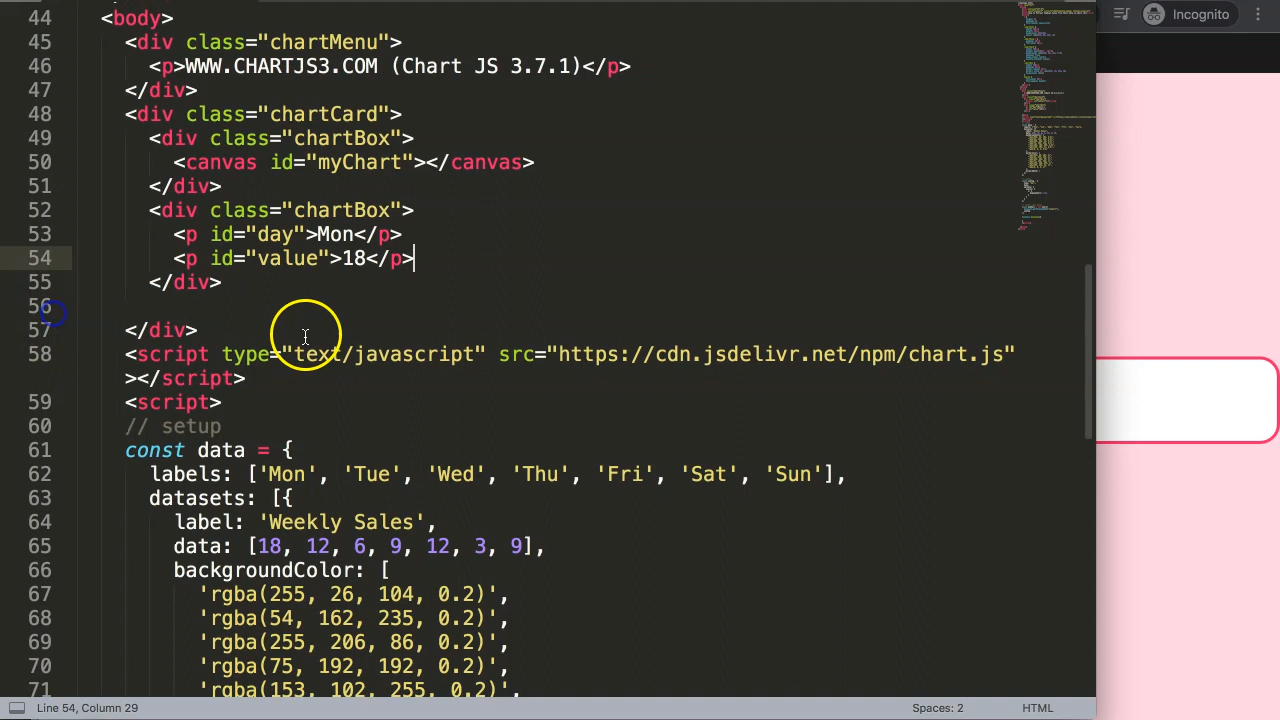 Incognito
44 <body>
45 <div class="chartMenu">
46 <p>WWW.CHARTJS3.COM (Chart JS 3.7.1)</p>
47 </div>
48 <div class="chartCard">
49 <div class="chartBox">
50 <canvas id="myChart"></canvas>
51 </div>
52 <div class="chartBox">
53 <p id="day">Mon</p>
54 <p id="value">18</p>
55 </div>
56
57 </div>
58 <script type="text/javascript" src="https://cdn.jsdelivr.net/npm/chart.js"
></script>
59 <script>
60 // setup
61 const data = {
62 labels: ['Mon', 'Tue', 'Wed', 'Thu', 'Fri', 'Sat', 'Sun'],
63 datasets: [{
64 label: 'Weekly Sales',
65 data: [18, 12, 6, 9, 12, 3, 9],
66 backgroundColor: [
67 'rgba(255, 26, 104, 0.2)',
68 'rgba(54, 162, 235, 0.2)',
69 'rgba(255, 206, 86, 0.2)',
70 'rgba(75, 192, 192, 0.2)',
71 'rgba(153, 102, 255, 0.2)',
Line 54, Column 29 Spaces: 2 HTML